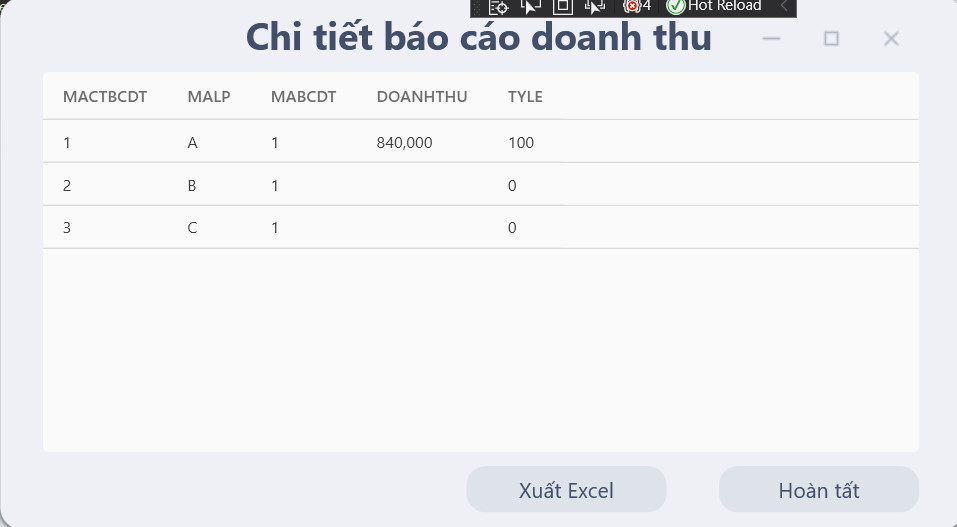 4 Hot Reload
Chi tiết báo cáo doanh thu
MACTBCDT MALP MABCDT DOANHTHU TYLE
1 A 1 840,000 100
2 B 1 0
3 C 1 0
Xuất Excel Hoàn tất